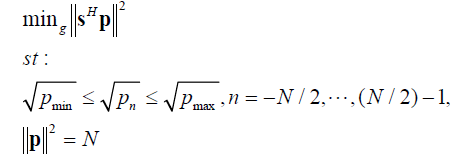 min_g ‖s^H p‖^2
st :
√p_min ≤ √p_n ≤ √p_max , n = −N / 2, ⋯, (N / 2) −1,
‖p‖^2 = N